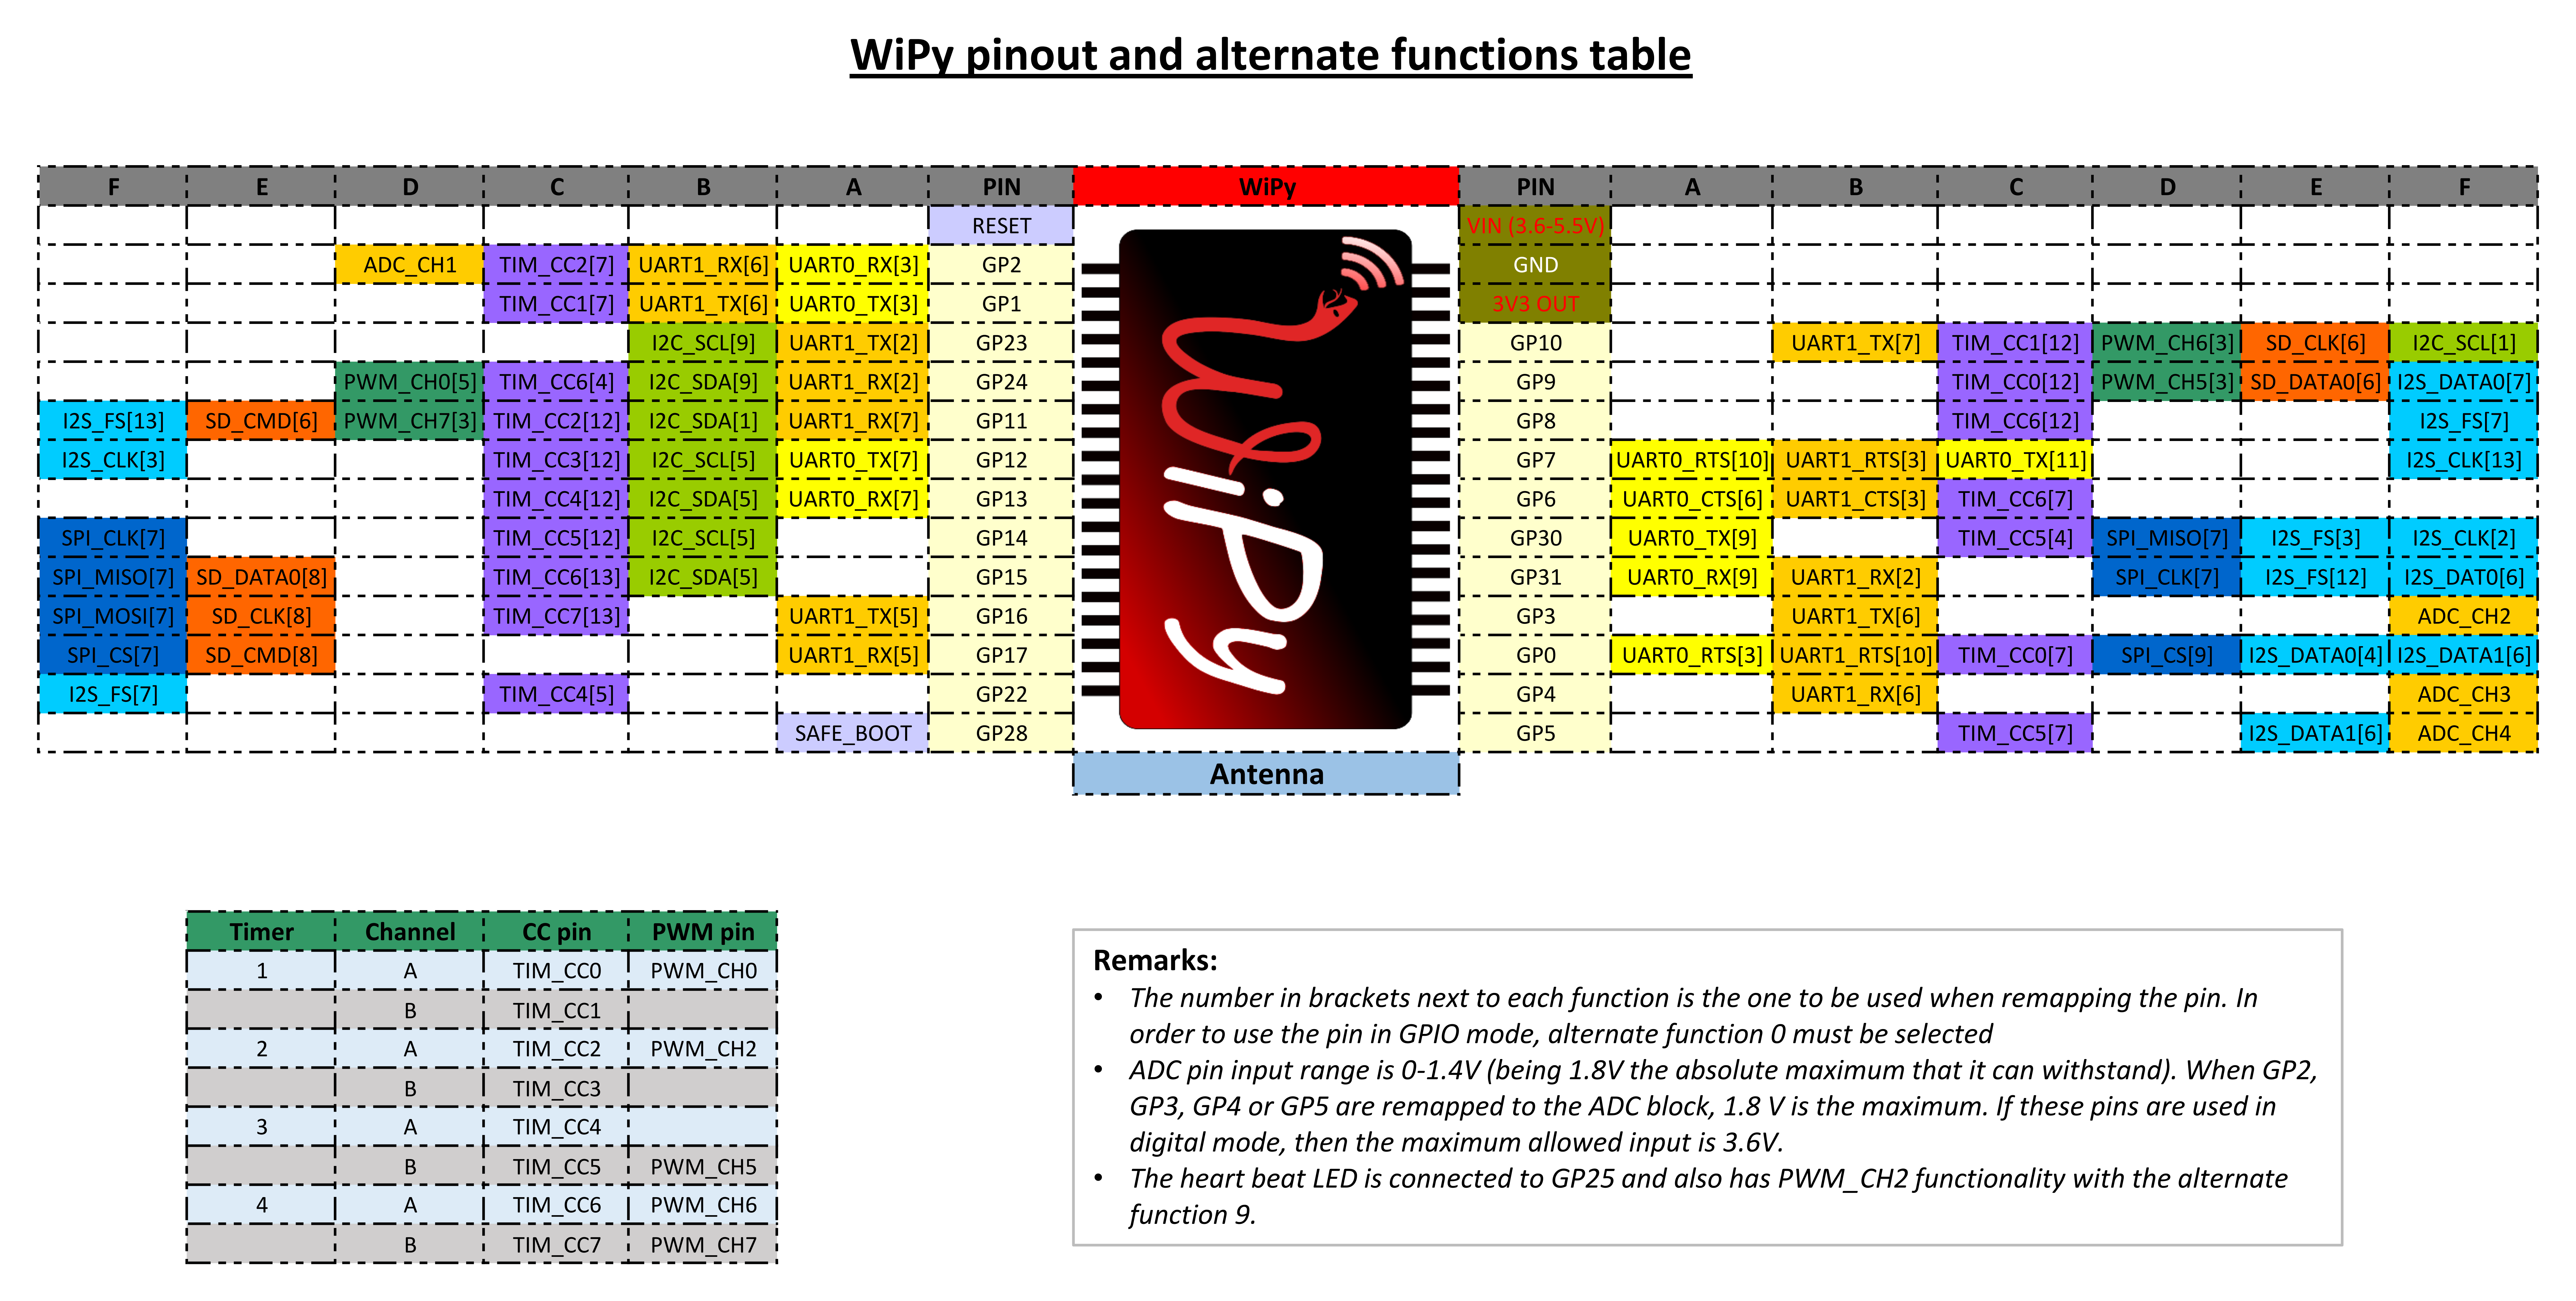 WiPy pinout and alternate functions table
F E D C B A PIN WiPy PIN A B C D E F
RESET VIN (3.6-5.5V)
ADC_CH1 TIM_CC2[7] UART1_RX[6] UART0_RX[3] GP2 GND
TIM_CC1[7] UART1_TX[6] UART0_TX[3] GP1 3V3 OUT
I2C_SCL[9] UART1_TX[2] GP23 GP10 UART1_TX[7] TIM_CC1[12] PWM_CH6[3] SD_CLK[6] I2C_SCL[1]
PWM_CH0[5] TIM_CC6[4] I2C_SDA[9] UART1_RX[2] GP24 GP9 TIM_CC0[12] PWM_CH5[3] SD_DATA0[6] I2S_DATA0[7]
I2S_FS[13] SD_CMD[6] PWM_CH7[3] TIM_CC2[12] I2C_SDA[1] UART1_RX[7] GP11 GP8 TIM_CC6[12] I2S_FS[7]
I2S_CLK[3] TIM_CC3[12] I2C_SCL[5] UART0_TX[7] GP12 GP7 UART0_RTS[10] UART1_RTS[3] UART0_TX[11] I2S_CLK[13]
TIM_CC4[12] I2C_SDA[5] UART0_RX[7] GP13 GP6 UART0_CTS[6] UART1_CTS[3] TIM_CC6[7]
SPI_CLK[7] TIM_CC5[12] I2C_SCL[5] GP14 GP30 UART0_TX[9] TIM_CC5[4] SPI_MISO[7] I2S_FS[3] I2S_CLK[2]
SPI_MISO[7] SD_DATA0[8] TIM_CC6[13] I2C_SDA[5] GP15 GP31 UART0_RX[9] UART1_RX[2] SPI_CLK[7] I2S_FS[12] I2S_DAT0[6]
SPI_MOSI[7] SD_CLK[8] TIM_CC7[13] UART1_TX[5] GP16 GP3 UART1_TX[6] ADC_CH2
SPI_CS[7] SD_CMD[8] UART1_RX[5] GP17 GP0 UART0_RTS[3] UART1_RTS[10] TIM_CC0[7] SPI_CS[9] I2S_DATA0[4] I2S_DATA1[6]
I2S_FS[7] TIM_CC4[5] GP22 GP4 UART1_RX[6] ADC_CH3
SAFE_BOOT GP28 GP5 TIM_CC5[7] I2S_DATA1[6] ADC_CH4
WiPy
Antenna
Timer Channel CC pin PWM pin
1 A TIM_CC0 PWM_CH0
B TIM_CC1
2 A TIM_CC2 PWM_CH2
B TIM_CC3
3 A TIM_CC4
B TIM_CC5 PWM_CH5
4 A TIM_CC6 PWM_CH6
B TIM_CC7 PWM_CH7
Remarks:
• The number in brackets next to each function is the one to be used when remapping the pin. In
order to use the pin in GPIO mode, alternate function 0 must be selected
• ADC pin input range is 0-1.4V (being 1.8V the absolute maximum that it can withstand). When GP2,
GP3, GP4 or GP5 are remapped to the ADC block, 1.8 V is the maximum. If these pins are used in
digital mode, then the maximum allowed input is 3.6V.
• The heart beat LED is connected to GP25 and also has PWM_CH2 functionality with the alternate
function 9.